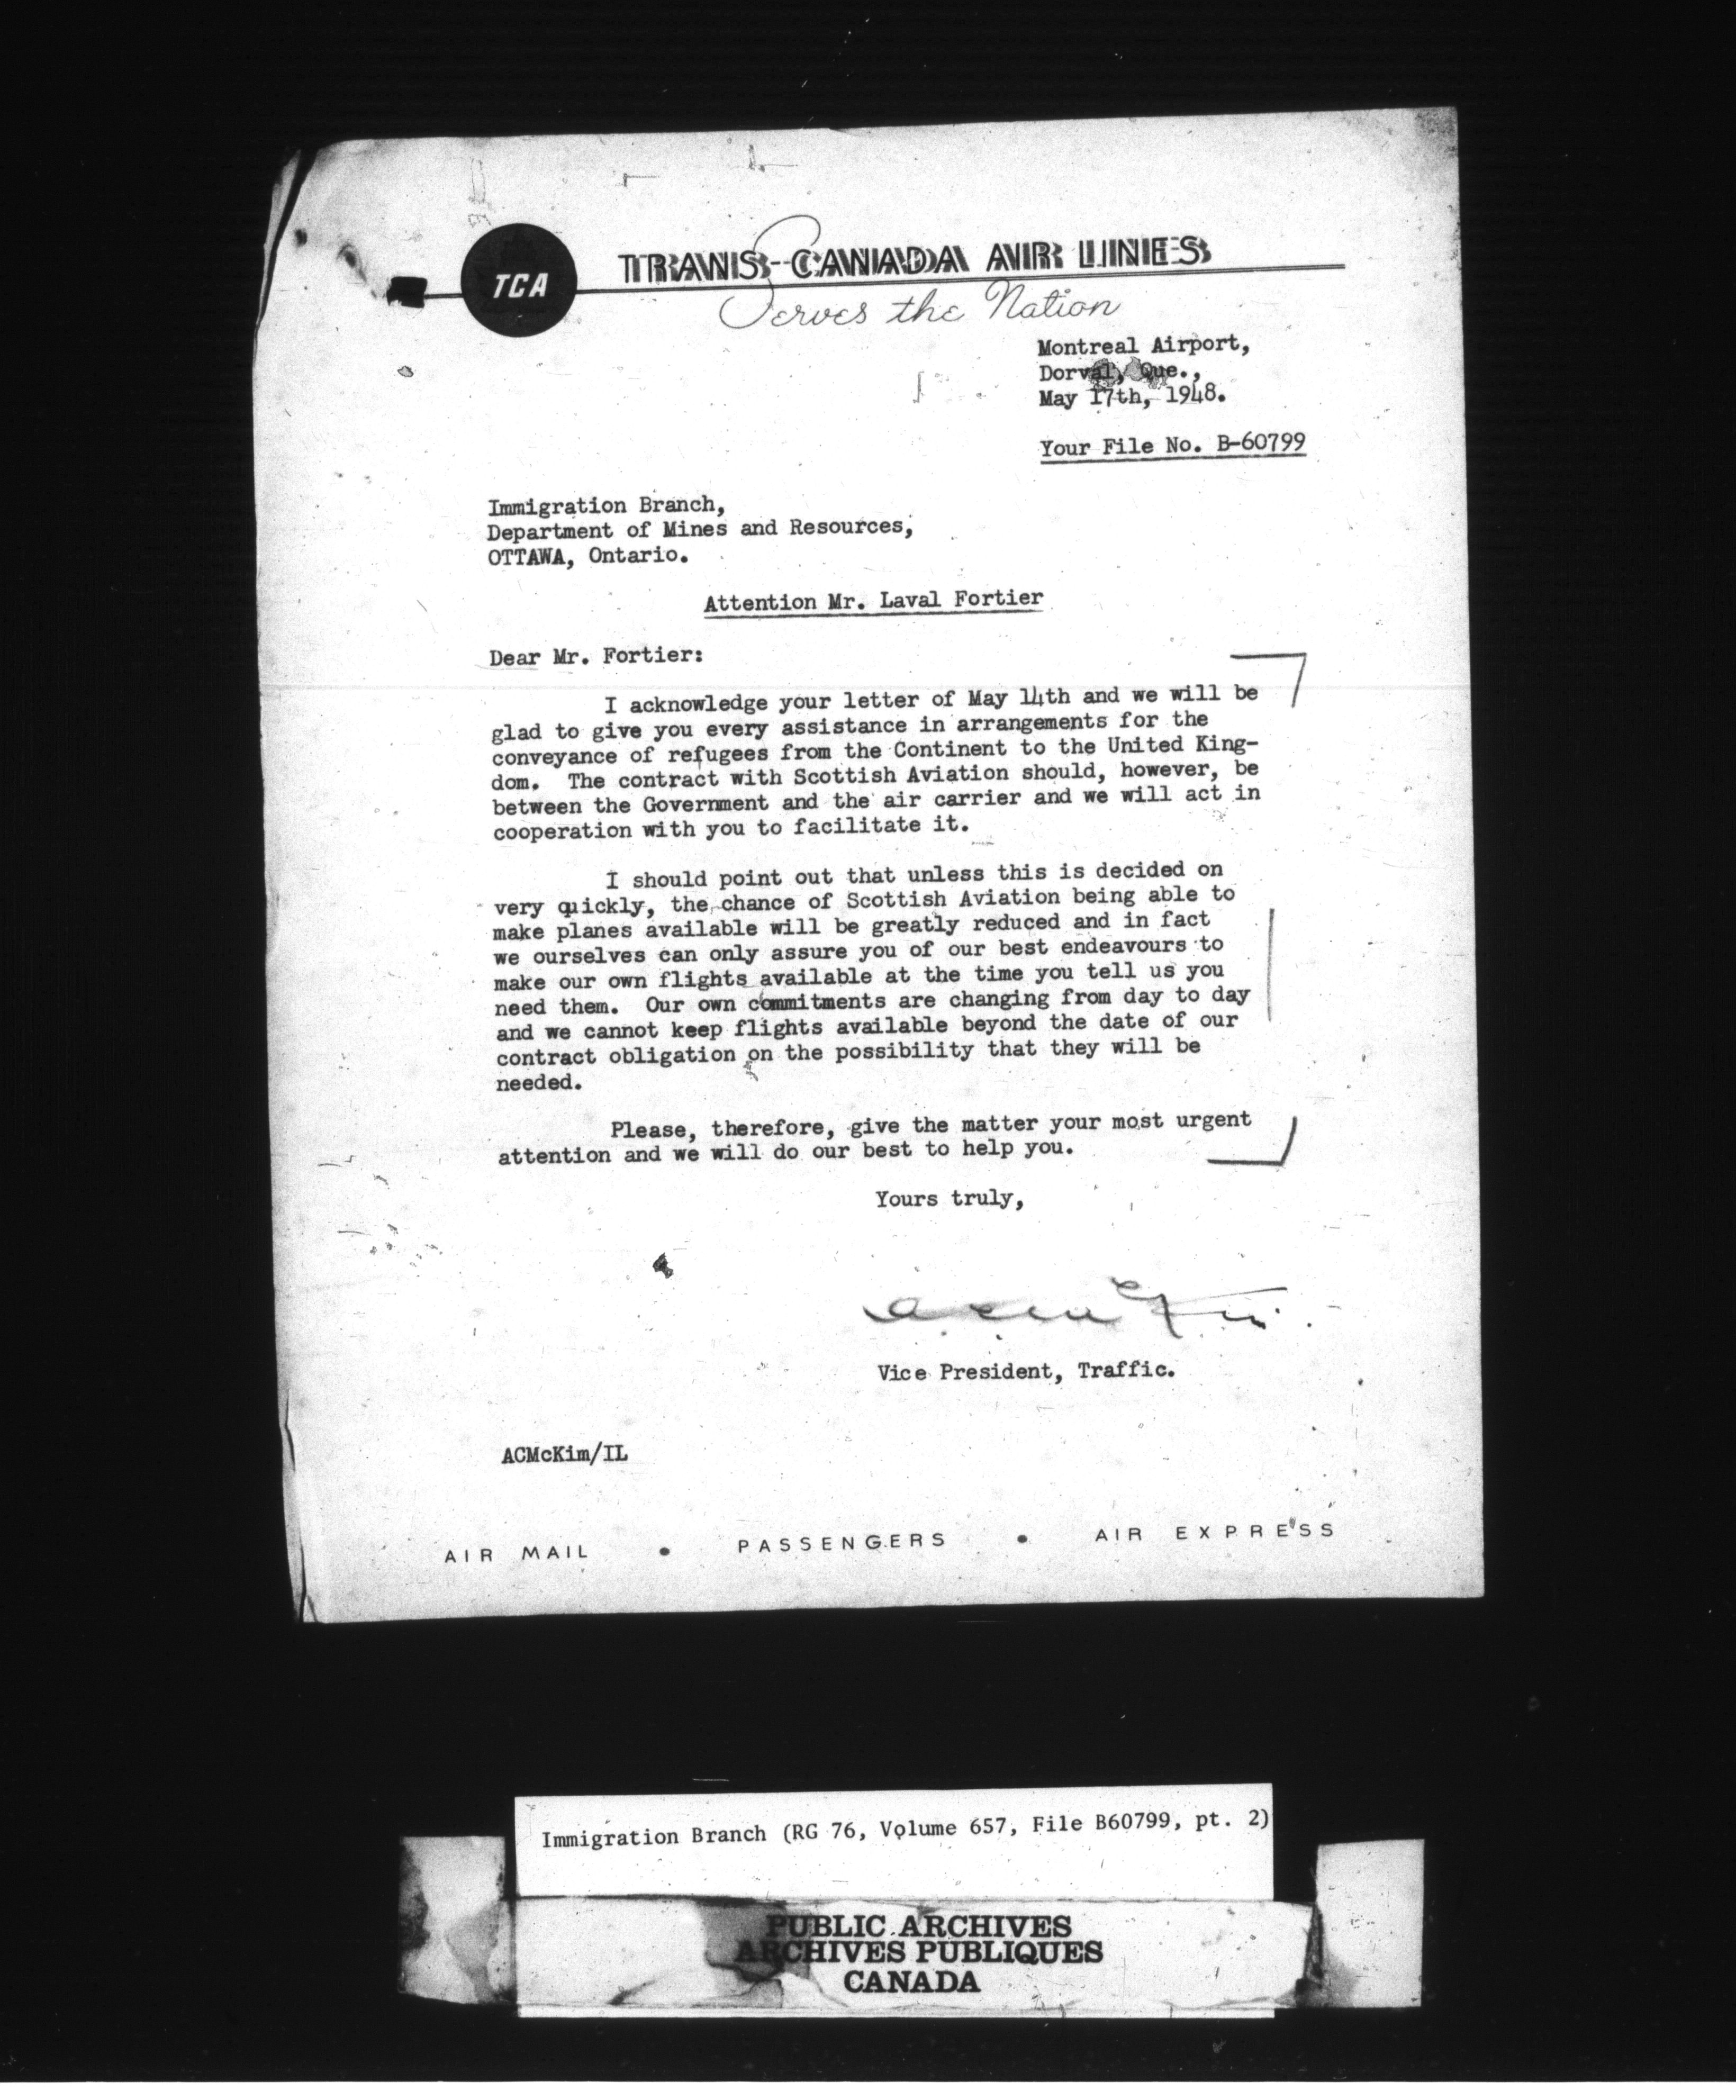 TCA
TRANS-CANADA AIR LINES
Serves the Nation
Montreal Airport,
Dorval, Que.,
May 17th, 1948.
Your File No. B-60799
Immigration Branch,
Department of Mines and Resources,
OTTAWA, Ontario.
Attention Mr. Laval Fortier
Dear Mr. Fortier:
I acknowledge your letter of May 14th and we will be
glad to give you every assistance in arrangements for the
conveyance of refugees from the Continent to the United King-
dom. The contract with Scottish Aviation should, however, be
between the Government and the air carrier and we will act in
cooperation with you to facilitate it.
I should point out that unless this is decided on
very quickly, the chance of Scottish Aviation being able to
make planes available will be greatly reduced and in fact
we ourselves can only assure you of our best endeavours to
make our own flights available at the time you tell us you
need them. Our own commitments are changing from day to day
and we cannot keep flights available beyond the date of our
contract obligation on the possibility that they will be
needed.
Please, therefore, give the matter your most urgent
attention and we will do our best to help you.
Yours truly,
Vice President, Traffic.
ACMcKim/IL
AIR MAIL • PASSENGERS • AIR EXPRESS
Immigration Branch (RG 76, Volume 657, File B60799, pt. 2)
PUBLIC ARCHIVES
ARCHIVES PUBLIQUES
CANADA